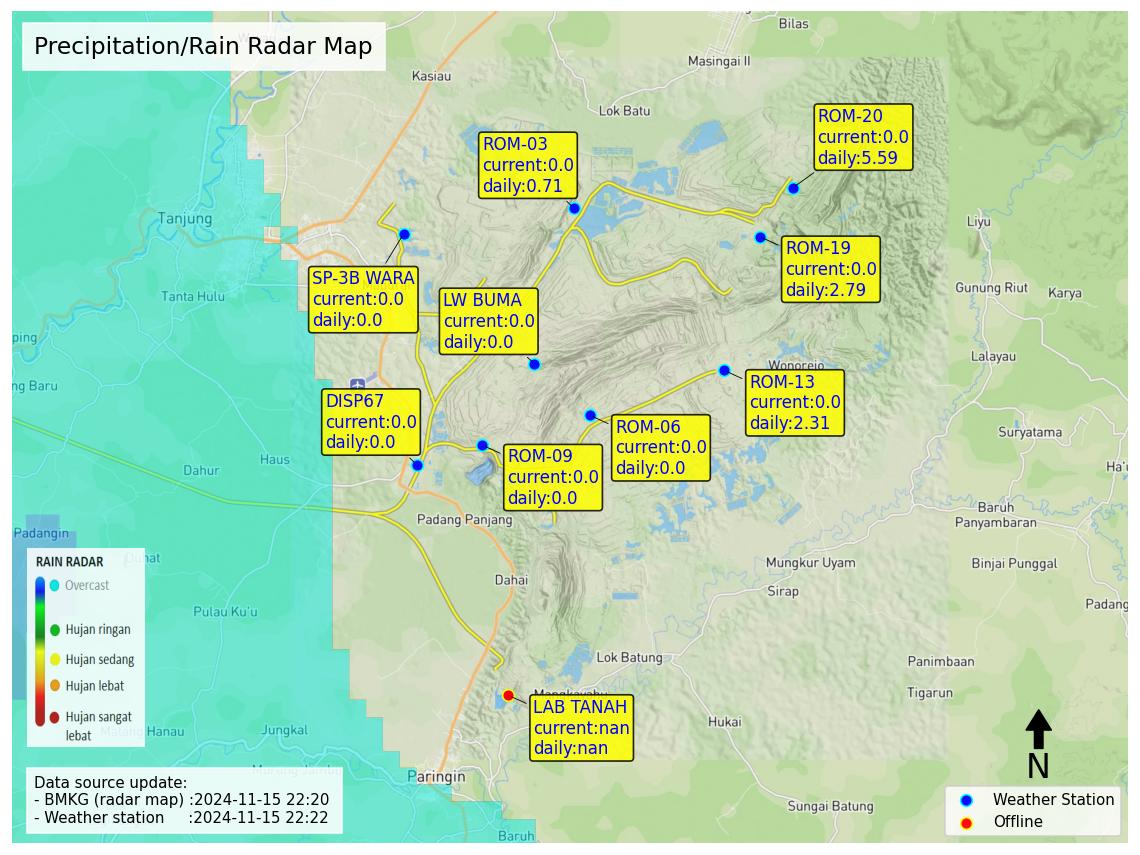 Precipitation/Rain Radar Map
Bilas
Masingai II
Kasiau
Lok Batu
ROM-20
current:0.0
daily:5.59
ROM-03
current:0.0
daily:0.71
Tanjung
Liyu
ROM-19
current:0.0
daily:2.79
SP-3B WARA
current:0.0
daily:0.0
Tanta Hulu
LW BUMA
current:0.0
daily:0.0
Gunung Riut
Karya
ping
Lalayau
Wonorejo
ng Baru
ROM-13
current:0.0
daily:2.31
DISP67
current:0.0
daily:0.0
ROM-06
current:0.0
daily:0.0
Suryatama
ROM-09
current:0.0
daily:0.0
Haus
Dahur
Ha'u
Baruh
Panyambaran
Padang Panjang
Padangin
Mungkur Uyam
Binjai Punggal
RAIN RADAR
Overcast
Hujan ringan
Hujan sedang
Hujan lebat
Hujan sangat
lebat
Dahai
Sirap
Padang
Pulau Ku'u
Lok Batung
Panimbaan
Tigarun
Mangkayahu
LAB TANAH
current:nan
daily:nan
Hukai
Jungkal
Hanau
N
Paringin
Data source update:
- BMKG (radar map) :2024-11-15 22:20
- Weather station :2024-11-15 22:22
Sungai Batung
Weather Station
Offline
Baruh